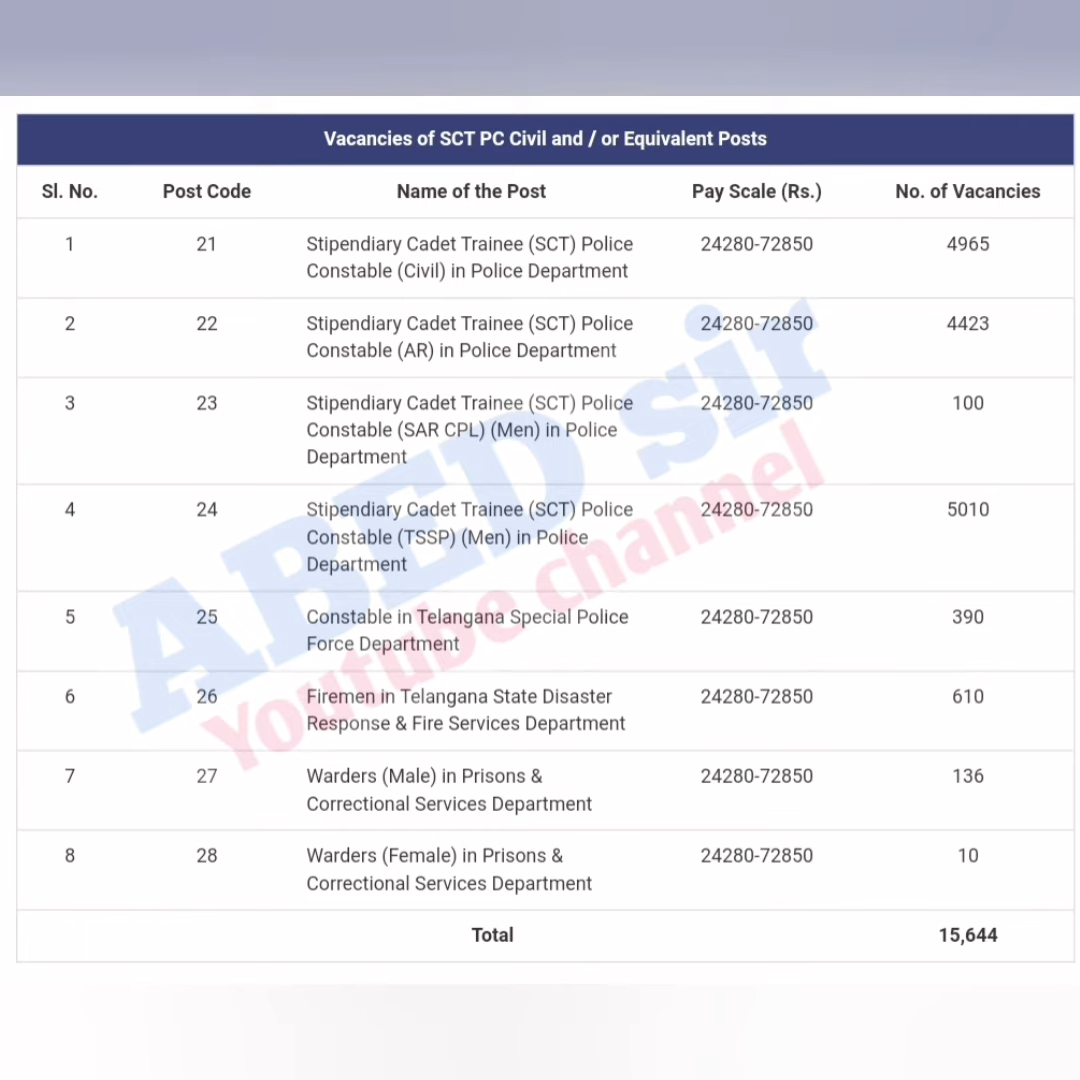 Vacancies of SCT PC Civil and / or Equivalent Posts
Sl. No. Post Code Name of the Post Pay Scale (Rs.) No. of Vacancies
1 21 Stipendiary Cadet Trainee (SCT) Police 24280-72850 4965
Constable (Civil) in Police Department
2 22 Stipendiary Cadet Trainee (SCT) Police 24280-72850 4423
Constable (AR) in Police Department
3 23 Stipendiary Cadet Trainee (SCT) Police 24280-72850 100
Constable (SAR CPL) (Men) in Police
Department
4 24 Stipendiary Cadet Trainee (SCT) Police 24280-72850 5010
Constable (TSSP) (Men) in Police
Department
5 25 Constable in Telangana Special Police 24280-72850 390
Force Department
6 26 Firemen in Telangana State Disaster 24280-72850 610
Response & Fire Services Department
7 27 Warders (Male) in Prisons & 24280-72850 136
Correctional Services Department
8 28 Warders (Female) in Prisons & 24280-72850 10
Correctional Services Department
Total 15,644
ABED sir
Youtube channel